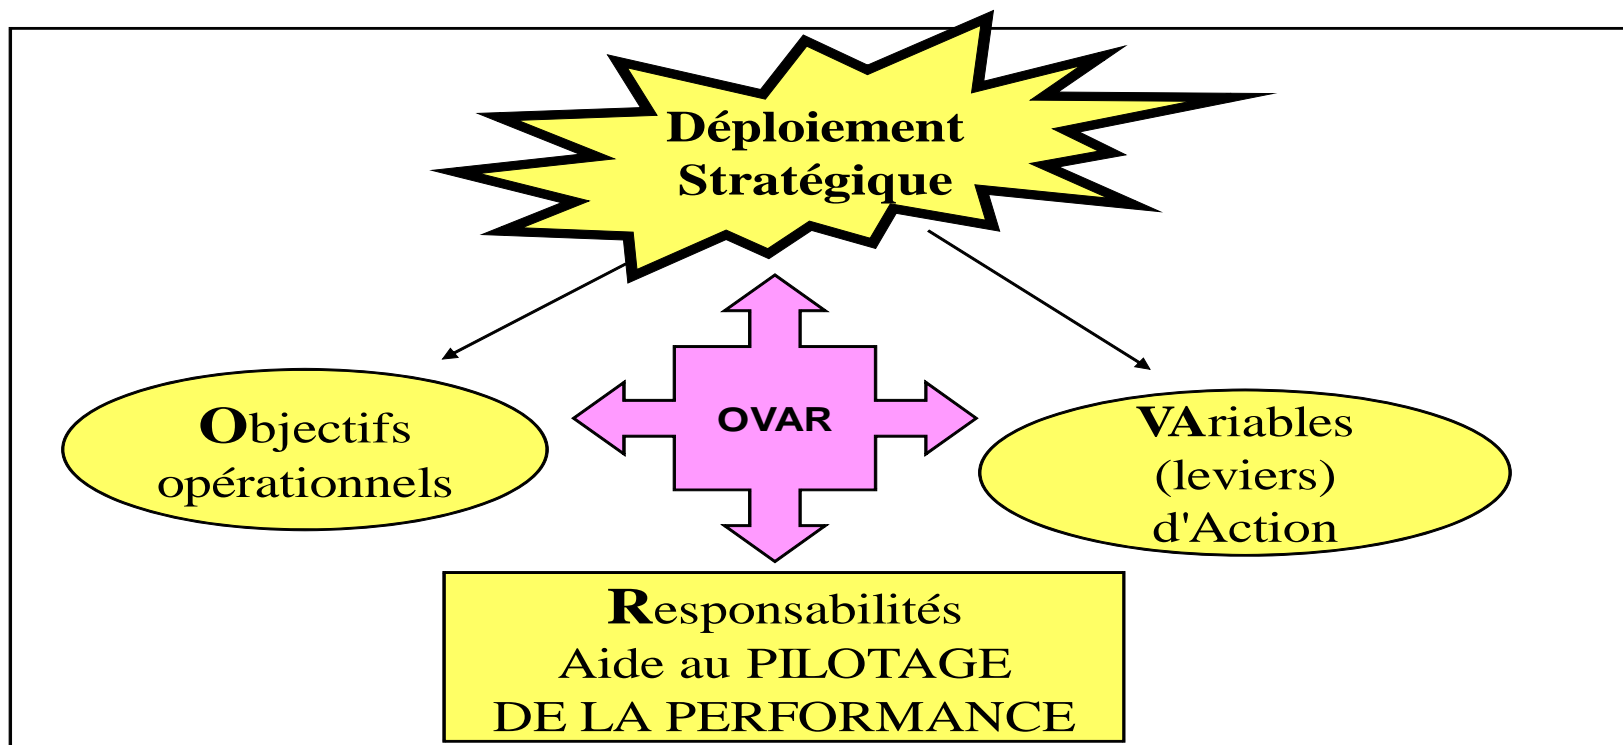 Déploiement
Stratégique
Objectifs
opérationnels
OVAR
VAriables
(leviers)
d'Action
Responsabilités
Aide au PILOTAGE
DE LA PERFORMANCE